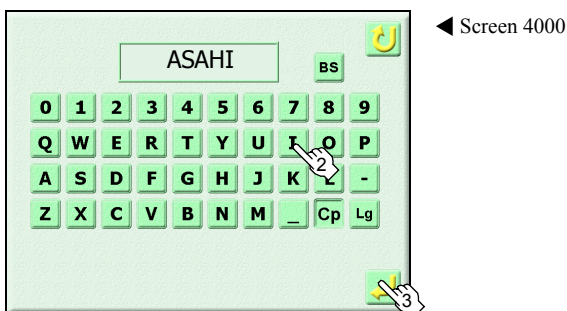 ◀ Screen 4000
ASAHI
BS
0 1 2 3 4 5 6 7 8 9
Q W E R T Y U I O P
A S D F G H J K L -
Z X C V B N M _ Cp Lg
2
3